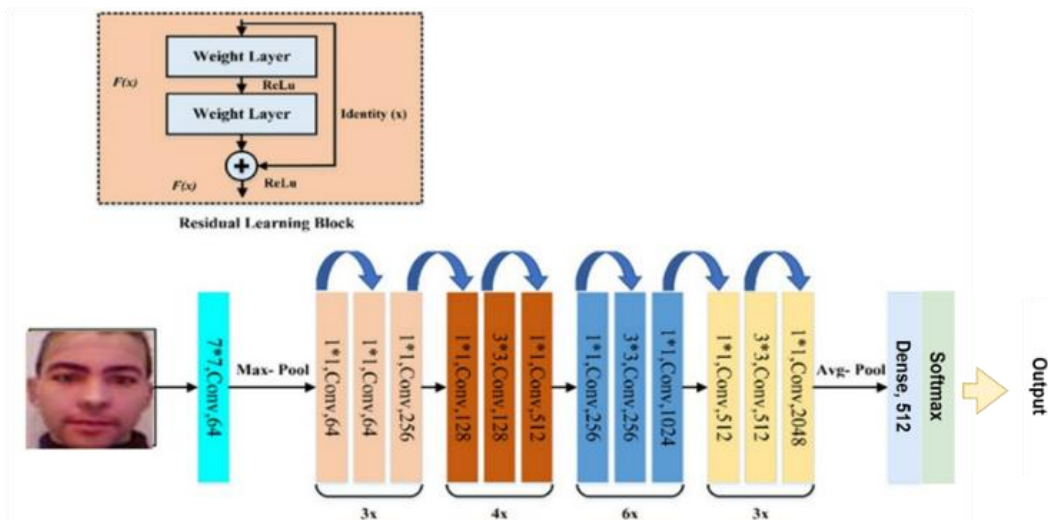 Weight Layer
F(x)
ReLu
Weight Layer
Identity (x)
+
F(x)
ReLu
Residual Learning Block
7*7,Conv,64
Max- Pool
1*1,Conv,64
1*1,Conv,64
1*1,Conv,256
3x
1*1,Conv,128
3*3,Conv,128
1*1,Conv,512
4x
1*1,Conv,256
3*3,Conv,256
1*1,Conv,1024
6x
1*1,Conv,512
3*3,Conv,512
1*1,Conv,2048
3x
Avg- Pool
Dense, 512
Softmax
Output